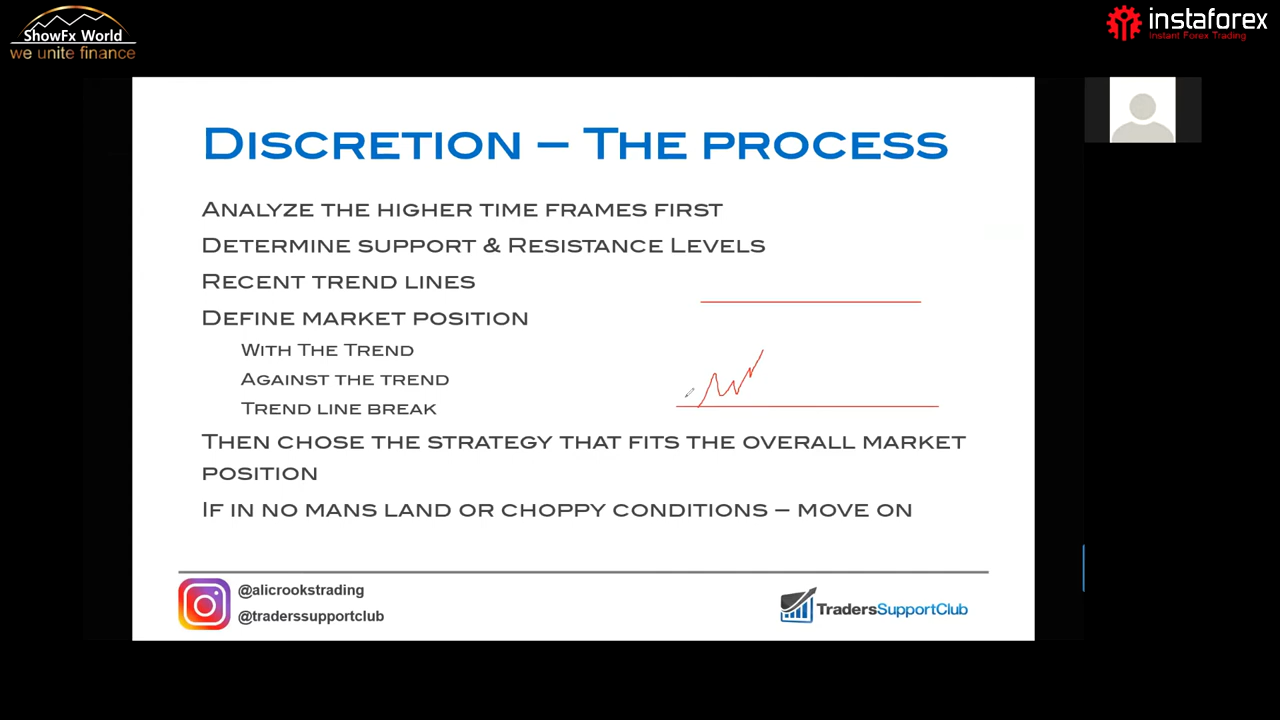 ShowFx World
we unite finance
instaforex
Instant Forex Trading
DISCRETION – THE PROCESS
ANALYZE THE HIGHER TIME FRAMES FIRST
DETERMINE SUPPORT & RESISTANCE LEVELS
RECENT TREND LINES
DEFINE MARKET POSITION
WITH THE TREND
AGAINST THE TREND
TREND LINE BREAK
THEN CHOSE THE STRATEGY THAT FITS THE OVERALL MARKET
POSITION
IF IN NO MANS LAND OR CHOPPY CONDITIONS – MOVE ON
@alicrookstrading
@traderssupportclub
TradersSupportClub